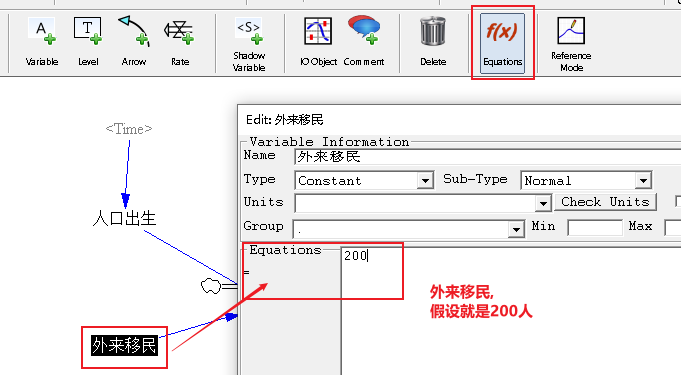 A T S f(x)
Variable Level Arrow Rate Shadow Variable IO Object Comment Delete Equations Reference Mode
<Time>
人口出生
外来移民
Edit: 外来移民
Variable Information
Name 外来移民
Type Constant Sub-Type Normal
Units Check Units
Group . Min Max
Equations
= 200
外来移民,
假设就是200人